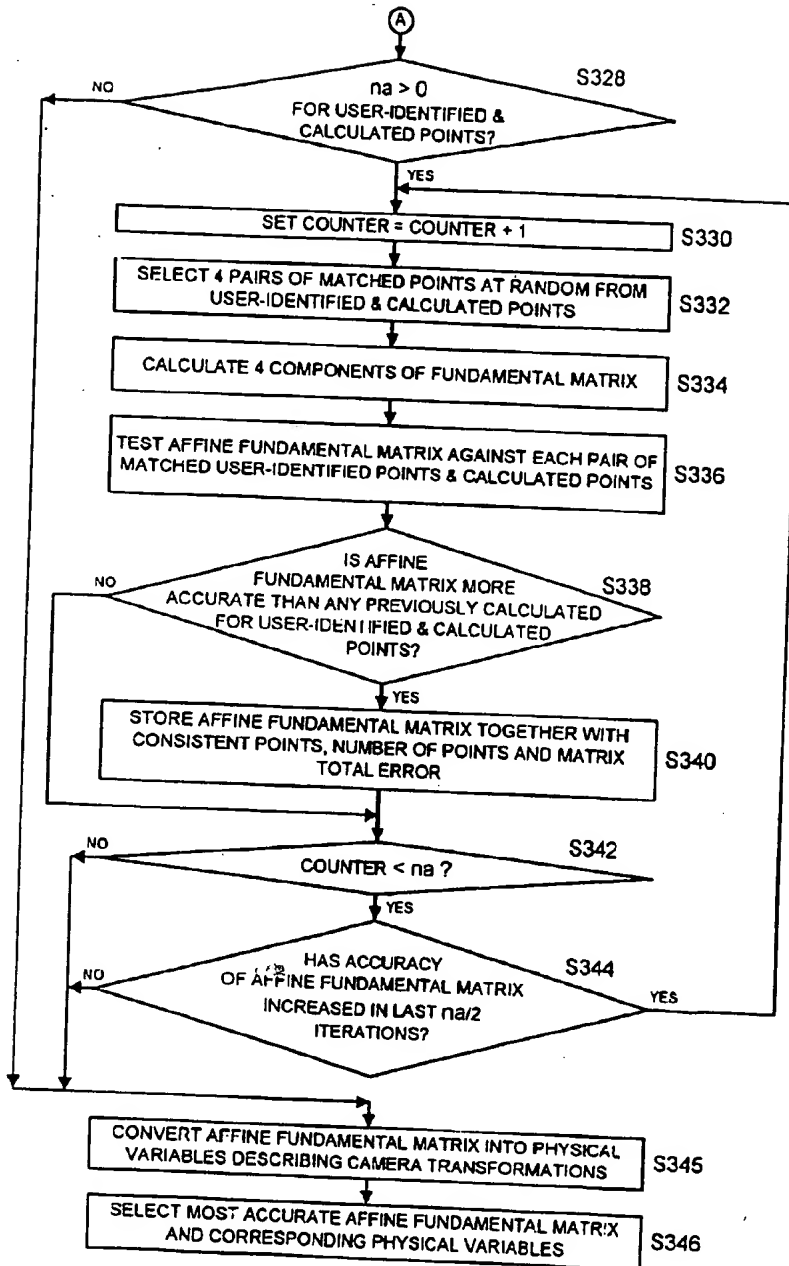 A
na > 0
FOR USER-IDENTIFIED &
CALCULATED POINTS?
S328
NO
YES
SET COUNTER = COUNTER + 1
S330
SELECT 4 PAIRS OF MATCHED POINTS AT RANDOM FROM
USER-IDENTIFIED & CALCULATED POINTS
S332
CALCULATE 4 COMPONENTS OF FUNDAMENTAL MATRIX
S334
TEST AFFINE FUNDAMENTAL MATRIX AGAINST EACH PAIR OF
MATCHED USER-IDENTIFIED POINTS & CALCULATED POINTS
S336
IS AFFINE
FUNDAMENTAL MATRIX MORE
ACCURATE THAN ANY PREVIOUSLY CALCULATED
FOR USER-IDENTIFIED & CALCULATED
POINTS?
S338
NO
YES
STORE AFFINE FUNDAMENTAL MATRIX TOGETHER WITH
CONSISTENT POINTS, NUMBER OF POINTS AND MATRIX
TOTAL ERROR
S340
NO
COUNTER < na ?
S342
YES
HAS ACCURACY
OF AFFINE FUNDAMENTAL MATRIX
INCREASED IN LAST na/2
ITERATIONS?
S344
NO
YES
CONVERT AFFINE FUNDAMENTAL MATRIX INTO PHYSICAL
VARIABLES DESCRIBING CAMERA TRANSFORMATIONS
S345
SELECT MOST ACCURATE AFFINE FUNDAMENTAL MATRIX
AND CORRESPONDING PHYSICAL VARIABLES
S346